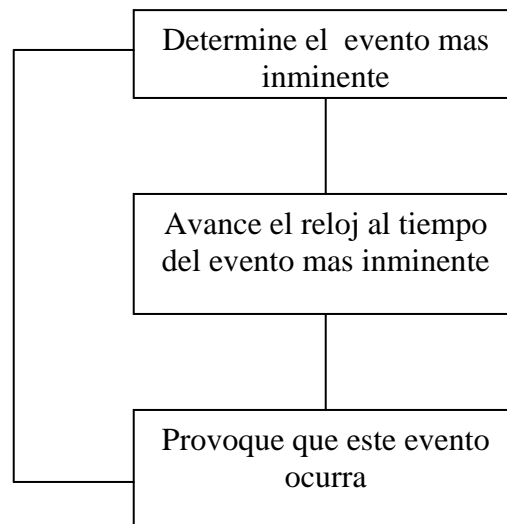 Determine el evento mas
inminente
Avance el reloj al tiempo
del evento mas inminente
Provoque que este evento
ocurra